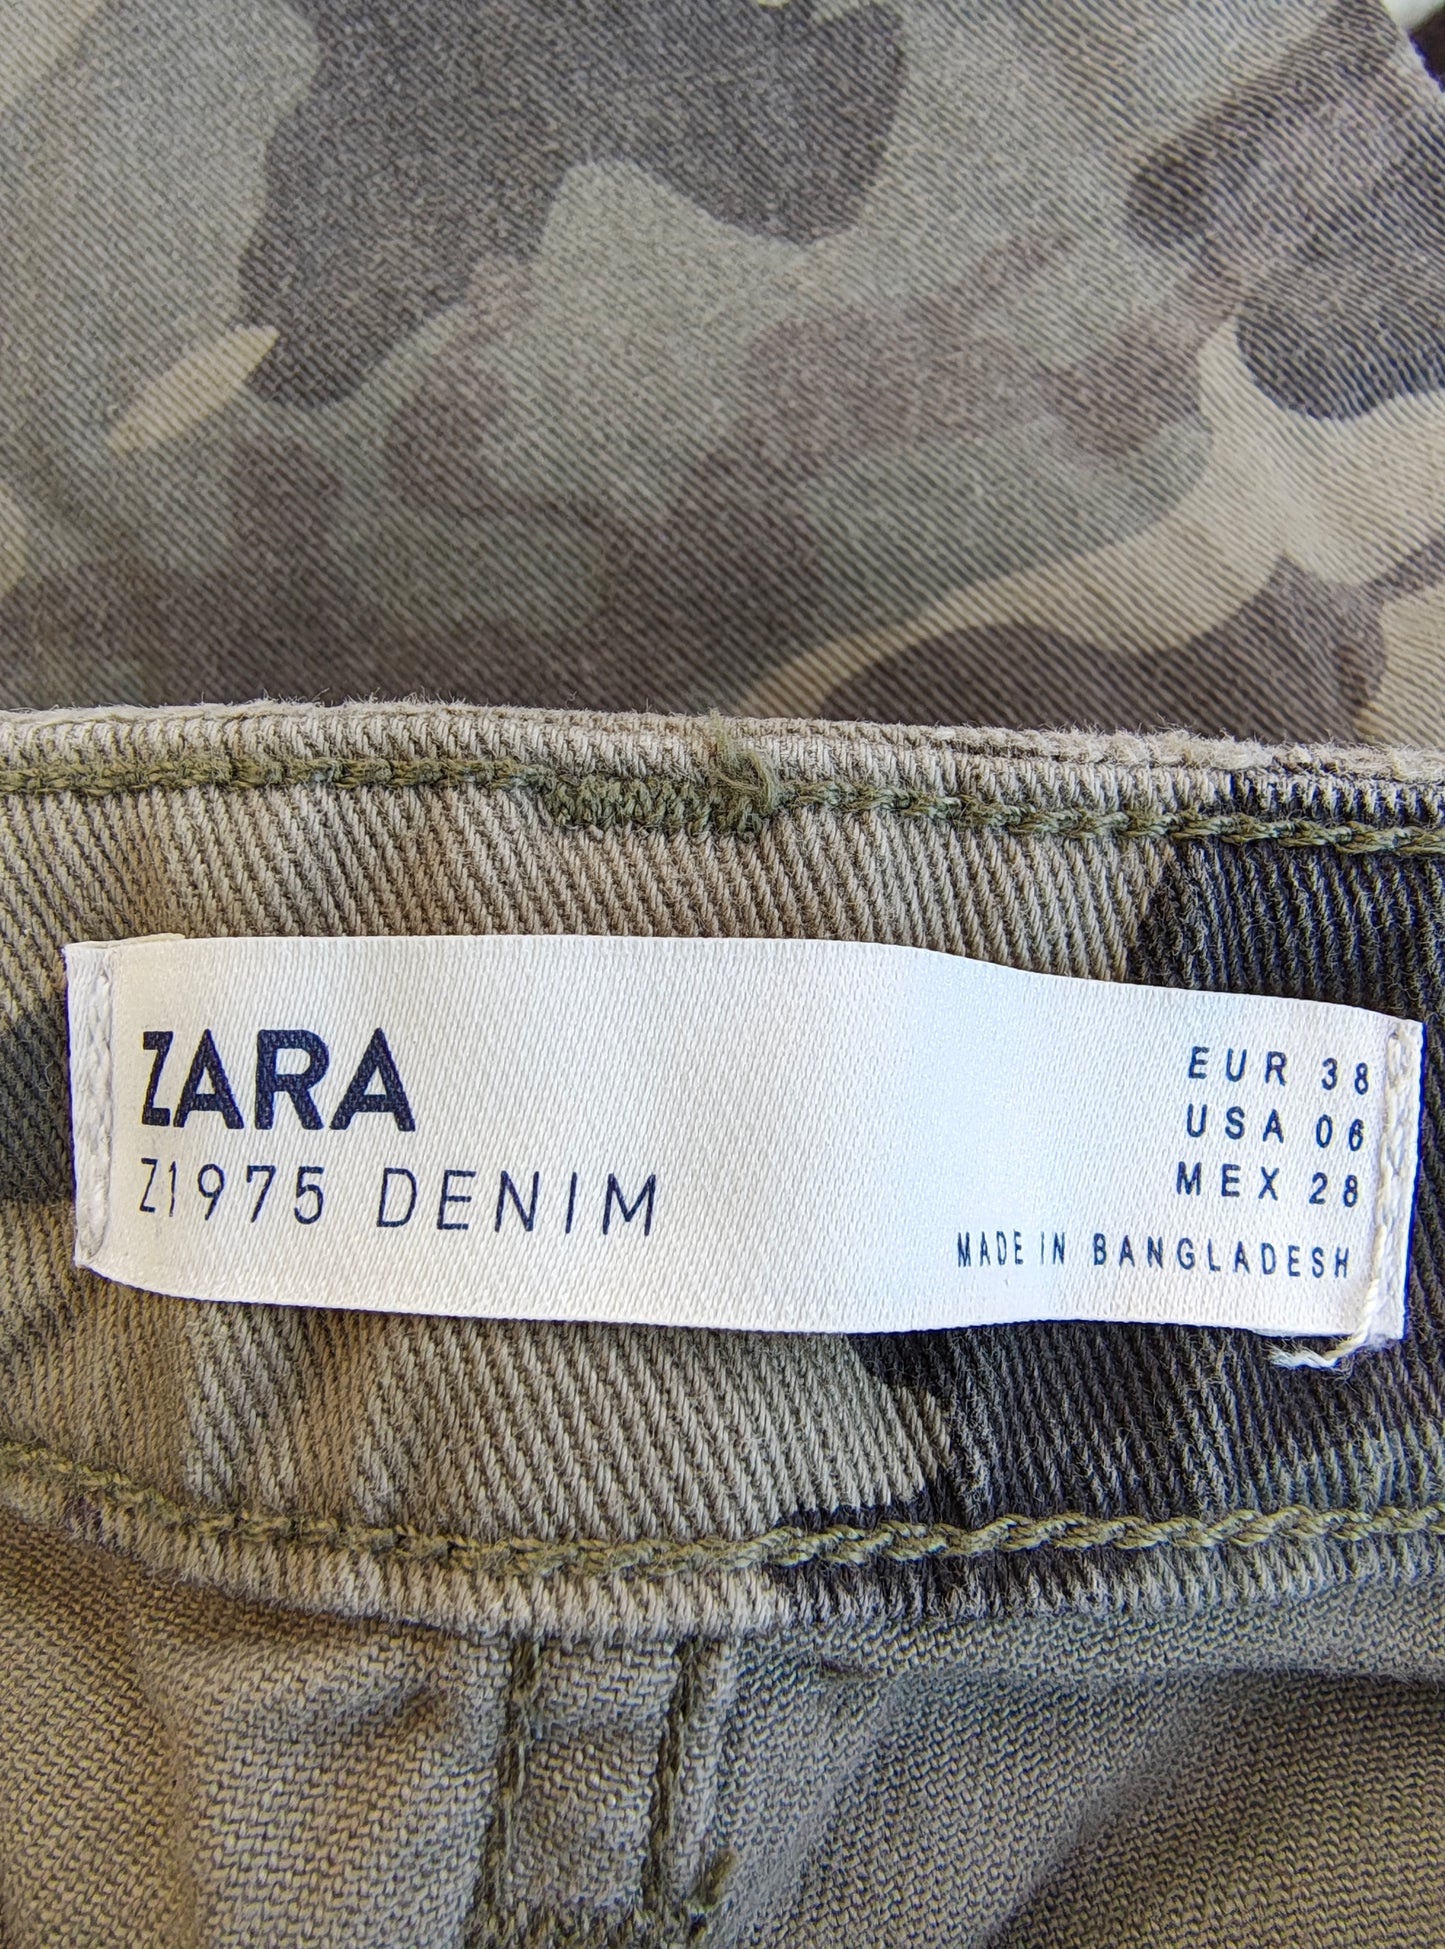 ZARA
Z1975 DENIM
EUR 38
USA 06
MEX 28
MADE IN BANGLADESH